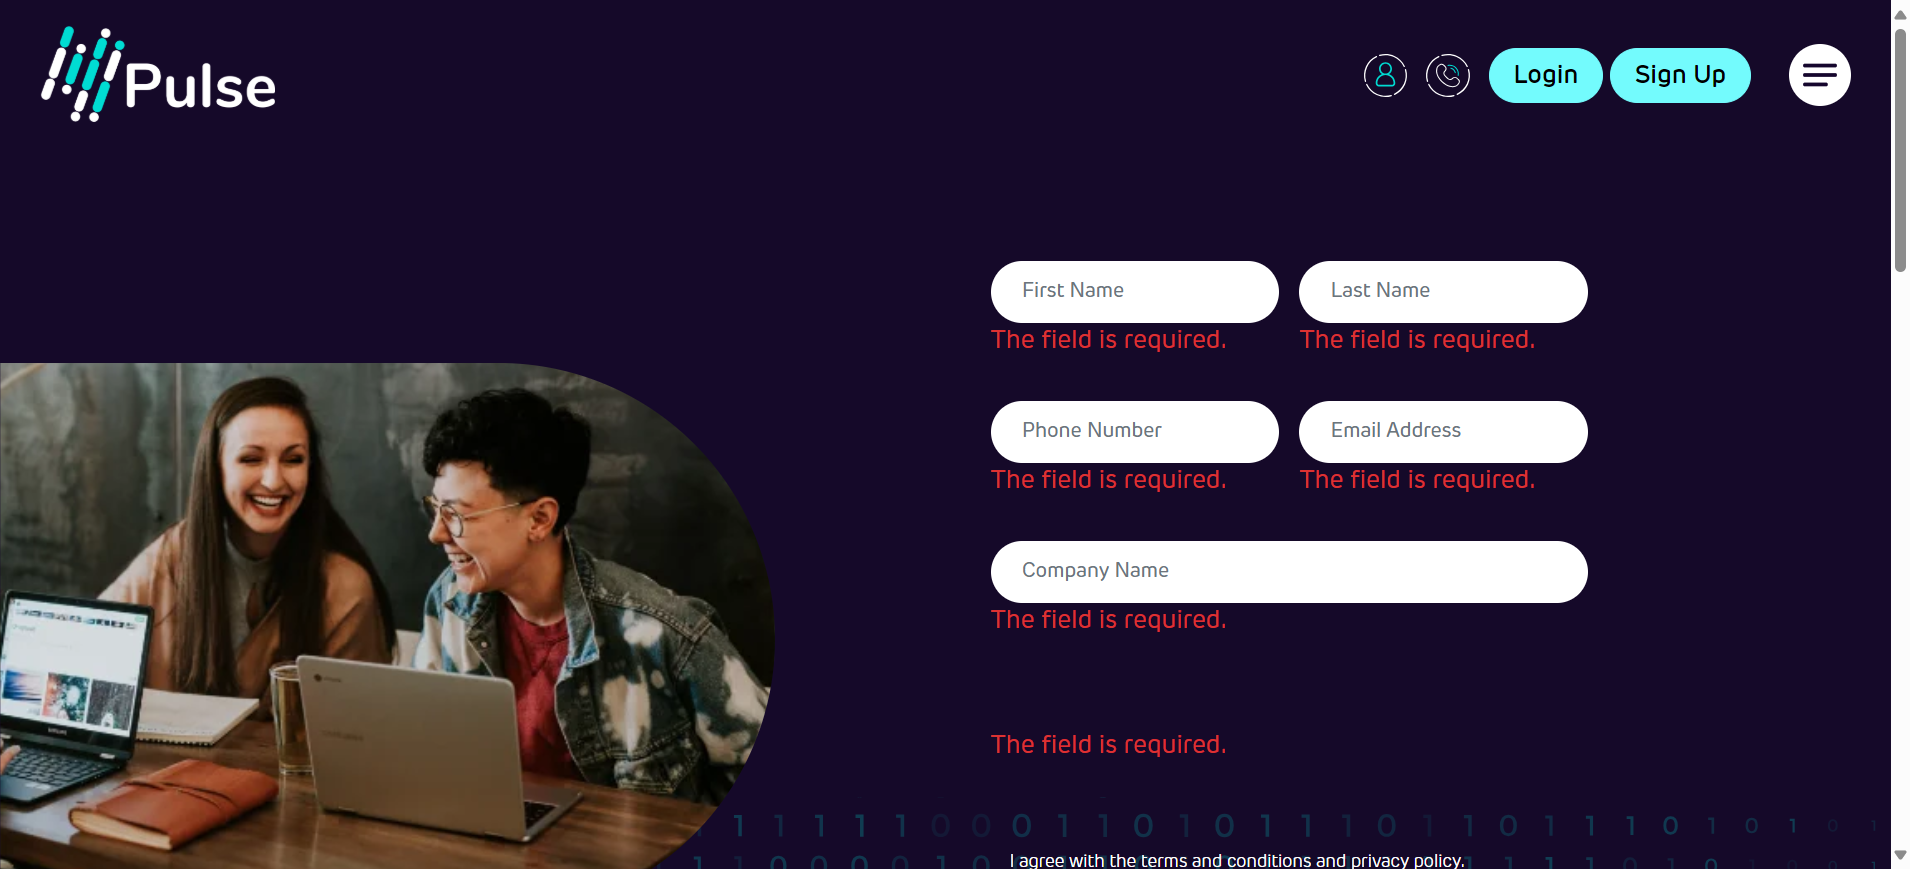 Pulse
Login
Sign Up
First Name
Last Name
The field is required.
The field is required.
Phone Number
Email Address
The field is required.
The field is required.
Company Name
The field is required.
The field is required.
1 1 1 1 1 0 0 0 1 1 0 1 0 1 1 1 0 1 1 0 1 1 1 0 1 0 1 0 1
I agree with the terms and conditions and privacy policy.